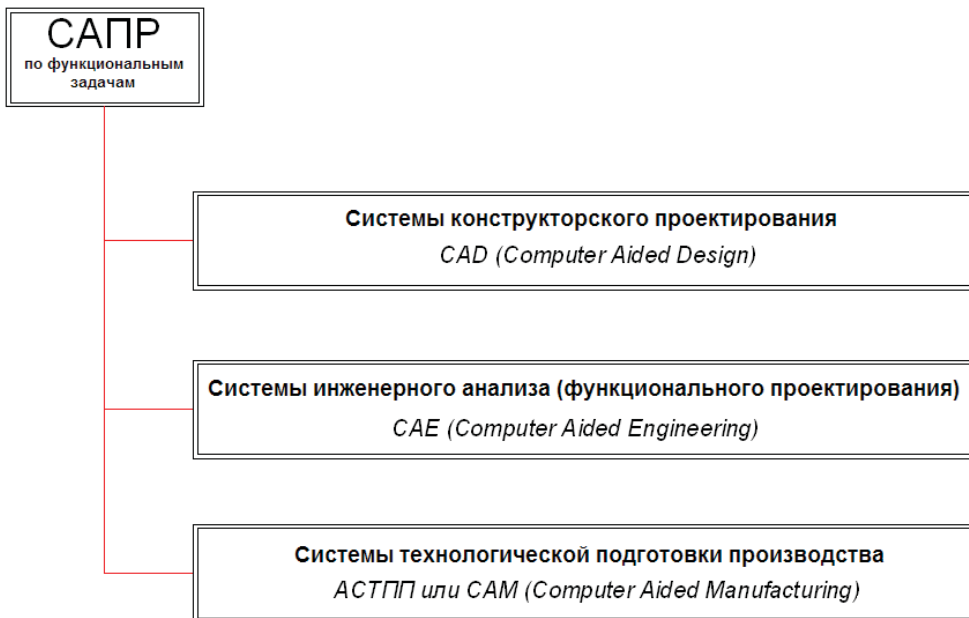 САПР
по функциональным
задачам
Системы конструкторского проектирования
CAD (Computer Aided Design)
Системы инженерного анализа (функционального проектирования)
CAE (Computer Aided Engineering)
Системы технологической подготовки производства
АСТПП или CAM (Computer Aided Manufacturing)